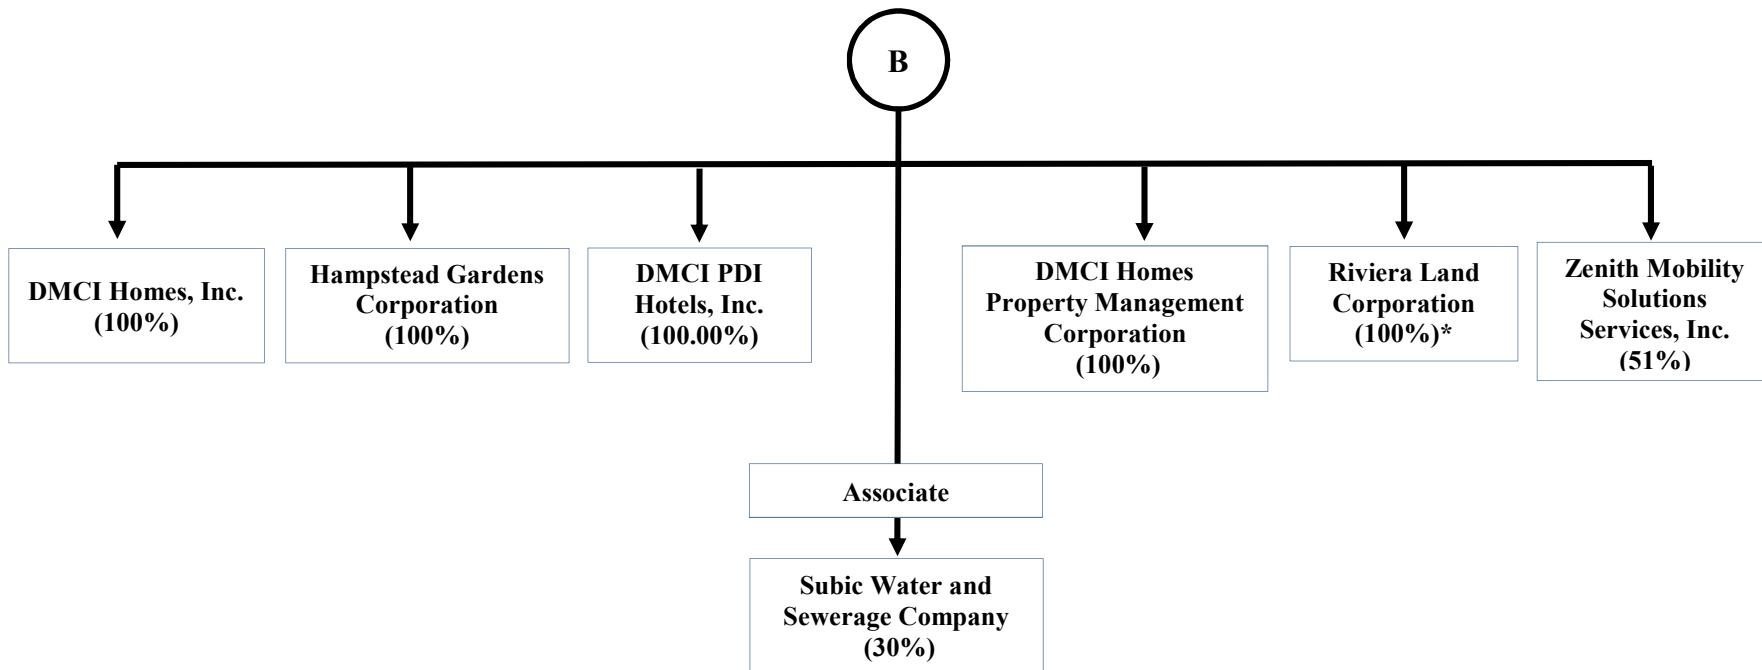 B
DMCI Homes, Inc.
(100%)
Hampstead Gardens
Corporation
(100%)
DMCI PDI
Hotels, Inc.
(100.00%)
DMCI Homes
Property Management
Corporation
(100%)
Riviera Land
Corporation
(100%)*
Zenith Mobility
Solutions
Services, Inc.
(51%)
Associate
Subic Water and
Sewerage Company
(30%)